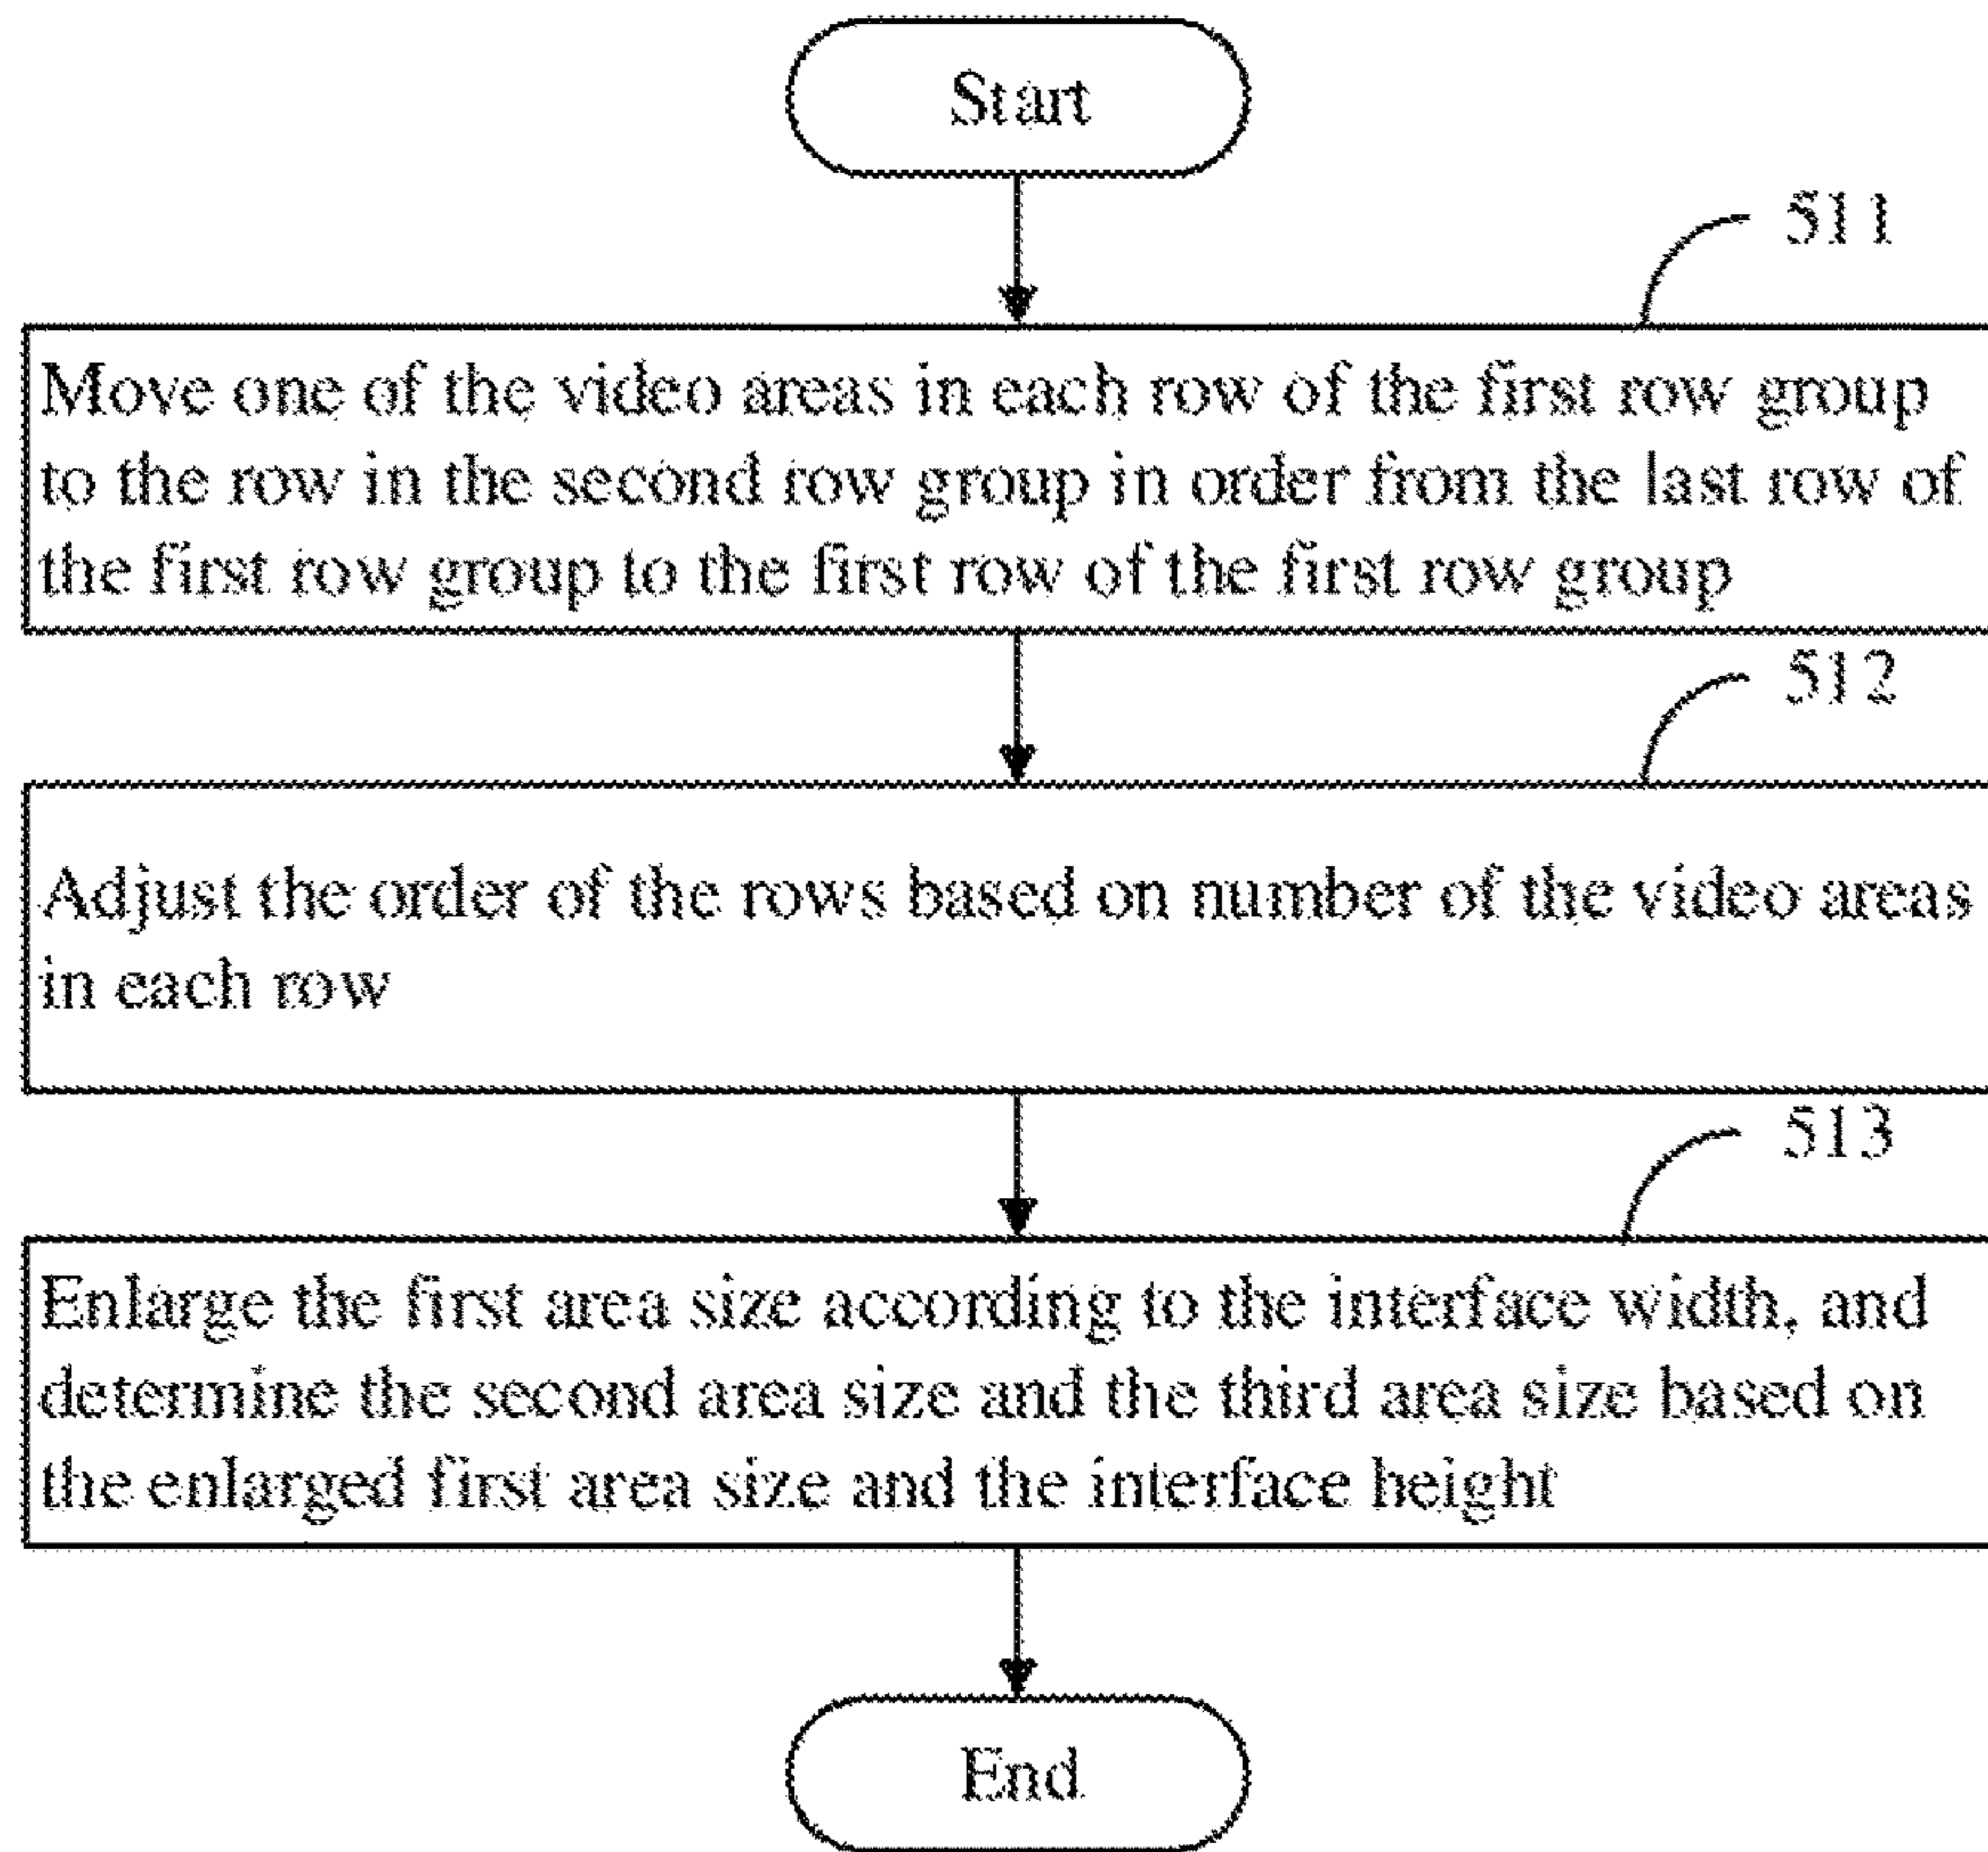 Start
511
Move one of the video areas in each row of the first row group
to the row in the second row group in order from the last row of
the first row group to the first row of the first row group
512
Adjust the order of the rows based on number of the video areas
in each row
513
Enlarge the first area size according to the interface width, and
determine the second area size and the third area size based on
the enlarged first area size and the interface height
End